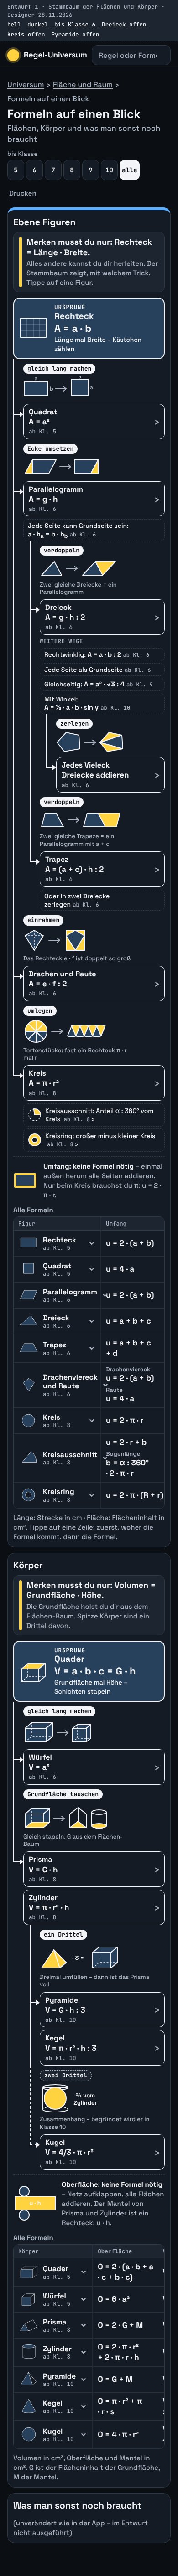 Entwurf 1 · Stammbaum der Flächen und Körper ·
Designer 28.11.2026
hell dunkel bis Klasse 6 Dreieck offen
Kreis offen Pyramide offen
Regel-Universum
Regel oder Forme
Universum > Fläche und Raum >
Formeln auf einen Blick
Formeln auf einen Blick
Flächen, Körper und was man sonst noch
braucht
bis Klasse
5 6 7 8 9 10 alle
Drucken
Ebene Figuren
Merken musst du nur: Rechteck
= Länge · Breite.
Alles andere kannst du dir herleiten. Der
Stammbaum zeigt, mit welchem Trick.
Tippe auf eine Figur.
URSPRUNG
Rechteck
A = a · b
Länge mal Breite – Kästchen
zählen
gleich lang machen
a
b
a
a
Quadrat
A = a²
ab Kl. 5
>
Ecke umsetzen
Parallelogramm
A = g · h
ab Kl. 6
>
Jede Seite kann Grundseite sein:
a · hₐ = b · h_b ab Kl. 6
verdoppeln
Zwei gleiche Dreiecke = ein
Parallelogramm
Dreieck
A = g · h : 2
ab Kl. 6
>
WEITERE WEGE
Rechtwinklig: A = a · b : 2 ab Kl. 6
Jede Seite als Grundseite ab Kl. 6
Gleichseitig: A = a² · √3 : 4 ab Kl. 9
Mit Winkel:
A = ½ · a · b · sin γ ab Kl. 10
zerlegen
Jedes Vieleck
Dreiecke addieren
ab Kl. 6
>
verdoppeln
Zwei gleiche Trapeze = ein
Parallelogramm mit a + c
Trapez
A = (a + c) · h : 2
ab Kl. 6
>
Oder in zwei Dreiecke
zerlegen ab Kl. 6
einrahmen
Das Rechteck e · f ist doppelt so groß
Drachen und Raute
A = e · f : 2
ab Kl. 6
>
umlegen
Tortenstücke: fast ein Rechteck π · r
mal r
Kreis
A = π · r²
ab Kl. 8
>
Kreisausschnitt: Anteil α : 360° vom
Kreis ab Kl. 8 >
Kreisring: großer minus kleiner Kreis
ab Kl. 8 >
Umfang: keine Formel nötig – einmal
außen herum alle Seiten addieren.
Nur beim Kreis brauchst du π: u = 2 ·
π · r.
Alle Formeln
Figur Umfang
Rechteck
ab Kl. 5
u = 2 · (a + b)
Quadrat
ab Kl. 5
u = 4 · a
Parallelogramm
ab Kl. 6
u = 2 · (a + b)
Dreieck
ab Kl. 6
u = a + b + c
Trapez
ab Kl. 6
u = a + b + c
+ d
Drachenviereck
und Raute
ab Kl. 6
Drachenviereck
u = 2 · (a + b)
Raute
u = 4 · a
Kreis
ab Kl. 8
u = 2 · π · r
Kreisausschnitt
ab Kl. 8
u = 2 · r + b
Bogenlänge
b = α : 360°
· 2 · π · r
Kreisring
ab Kl. 8
u = 2 · π · (R + r)
Länge: Strecke in cm · Fläche: Flächeninhalt in
cm². Tippe auf eine Zeile: zuerst, woher die
Formel kommt, dann die Formel.
Körper
Merken musst du nur: Volumen =
Grundfläche · Höhe.
Die Grundfläche holst du dir aus dem
Flächen-Baum. Spitze Körper sind ein
Drittel davon.
URSPRUNG
Quader
V = a · b · c = G · h
Grundfläche mal Höhe –
Schichten stapeln
gleich lang machen
Würfel
V = a³
ab Kl. 6
>
Grundfläche tauschen
Gleich stapeln, G aus dem Flächen-
Baum
Prisma
V = G · h
ab Kl. 8
>
Zylinder
V = π · r² · h
ab Kl. 8
>
ein Drittel
· 3 =
Dreimal umfüllen – dann ist das Prisma
voll
Pyramide
V = G · h : 3
ab Kl. 10
>
Kegel
V = π · r² · h : 3
ab Kl. 10
>
zwei Drittel
⅔ vom
Zylinder
Zusammenhang – begründet wird er in
Klasse 10
Kugel
V = 4/3 · π · r³
ab Kl. 10
>
u · h
Oberfläche: keine Formel nötig
– Netz aufklappen, alle Flächen
addieren. Der Mantel von
Prisma und Zylinder ist ein
Rechteck: u · h.
Alle Formeln
Körper Oberfläche
Quader
ab Kl. 5
O = 2 · (a · b + a
· c + b · c)
Würfel
ab Kl. 5
O = 6 · a²
Prisma
ab Kl. 8
O = 2 · G + M
Zylinder
ab Kl. 8
O = 2 · π · r²
+ 2 · π · r · h
Pyramide
ab Kl. 10
O = G + M
Kegel
ab Kl. 10
O = π · r² + π
· r · s
Kugel
ab Kl. 10
O = 4 · π · r²
Volumen in cm³, Oberfläche und Mantel in
cm². G ist der Flächeninhalt der Grundfläche,
M der Mantel.
Was man sonst noch braucht
(unverändert wie in der App – im Entwurf
nicht ausgeführt)